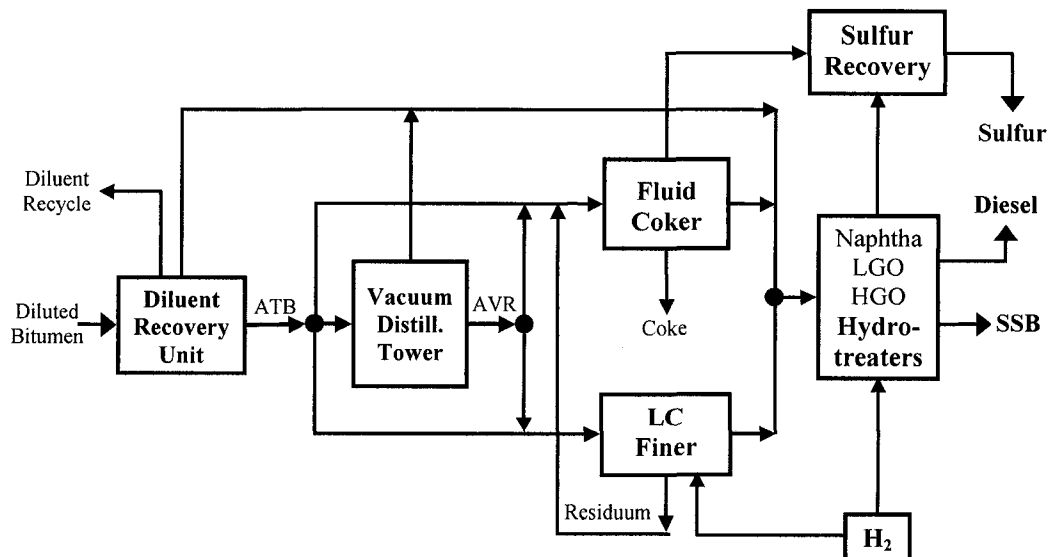 Sulfur
Recovery
Sulfur
Diluent
Recycle
Fluid
Coker
Diesel
Naphtha
LGO
HGO
Hydro-
treaters
Diluted
Bitumen
Diluent
Recovery
Unit
ATB
Vacuum
Distill.
Tower
AVR
Coke
SSB
LC
Finer
Residuum
H₂